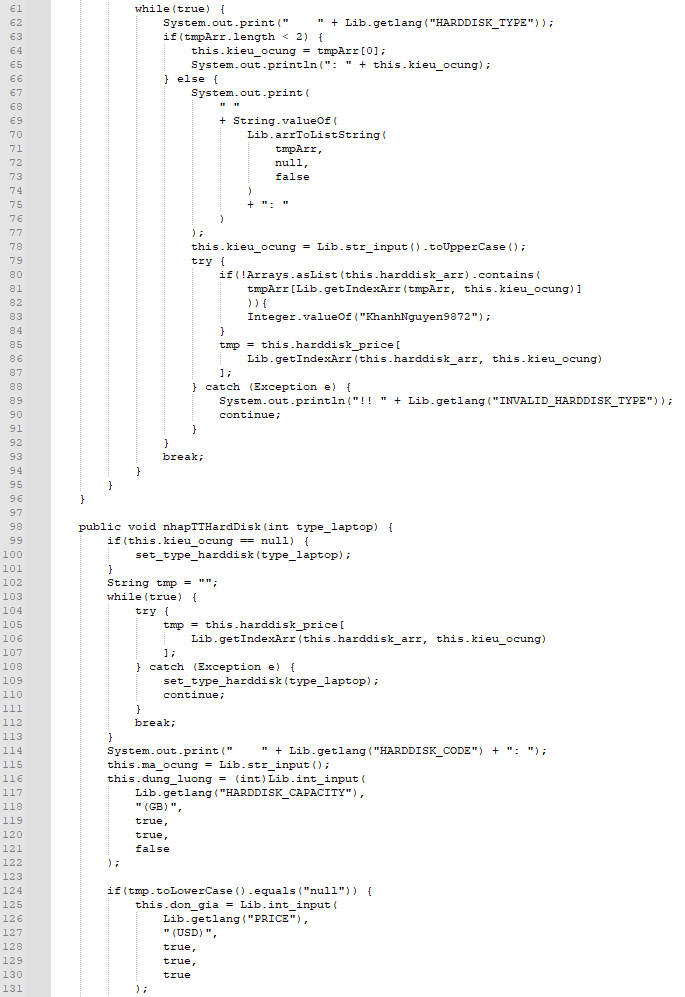 61 while(true) {
62 System.out.print("    " + Lib.getlang("HARDDISK_TYPE"));
63 if(tmpArr.length < 2) {
64 this.kieu_ocung = tmpArr[0];
65 System.out.println(": " + this.kieu_ocung);
66 } else {
67 System.out.print(
68 " "
69 + String.valueOf(
70 Lib.arrToListString(
71 tmpArr,
72 null,
73 false
74 )
75 + ": "
76 )
77 );
78 this.kieu_ocung = Lib.str_input().toUpperCase();
79 try {
80 if(!Arrays.asList(this.harddisk_arr).contains(
81 tmpArr[Lib.getIndexArr(tmpArr, this.kieu_ocung)]
82 )){
83 Integer.valueOf("KhanhNguyen9872");
84 }
85 tmp = this.harddisk_price[
86 Lib.getIndexArr(this.harddisk_arr, this.kieu_ocung)
87 ];
88 } catch (Exception e) {
89 System.out.println("!! " + Lib.getlang("INVALID_HARDDISK_TYPE"));
90 continue;
91 }
92 }
93 break;
94 }
95 }
96 }
97
98 public void nhapTTHardDisk(int type_laptop) {
99 if(this.kieu_ocung == null) {
100 set_type_harddisk(type_laptop);
101 }
102 String tmp = "";
103 while(true) {
104 try {
105 tmp = this.harddisk_price[
106 Lib.getIndexArr(this.harddisk_arr, this.kieu_ocung)
107 ];
108 } catch (Exception e) {
109 set_type_harddisk(type_laptop);
110 continue;
111 }
112 break;
113 }
114 System.out.print("    " + Lib.getlang("HARDDISK_CODE") + ": ");
115 this.ma_ocung = Lib.str_input();
116 this.dung_luong = (int)Lib.int_input(
117 Lib.getlang("HARDDISK_CAPACITY"),
118 "(GB)",
119 true,
120 true,
121 false
122 );
123
124 if(tmp.toLowerCase().equals("null")) {
125 this.don_gia = Lib.int_input(
126 Lib.getlang("PRICE"),
127 "(USD)",
128 true,
129 true,
130 true
131 );